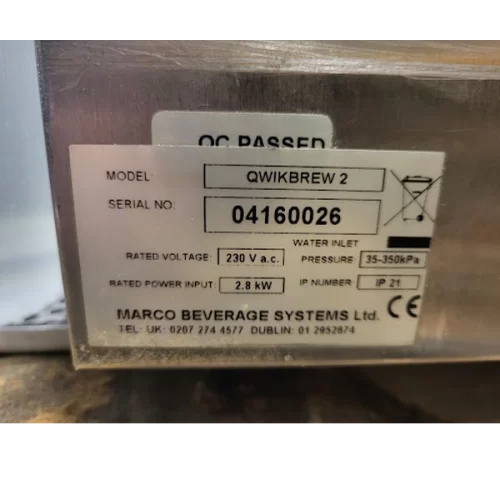 QC PASSED
MODEL: QWIKBREW 2
SERIAL NO: 04160026
WATER INLET
RATED VOLTAGE: 230 V a.c. PRESSURE: 35-350kPa
RATED POWER INPUT: 2.8 kW IP NUMBER IP 21
MARCO BEVERAGE SYSTEMS Ltd. CE
TEL: UK: 0207 274 4577 DUBLIN: 01 2952674